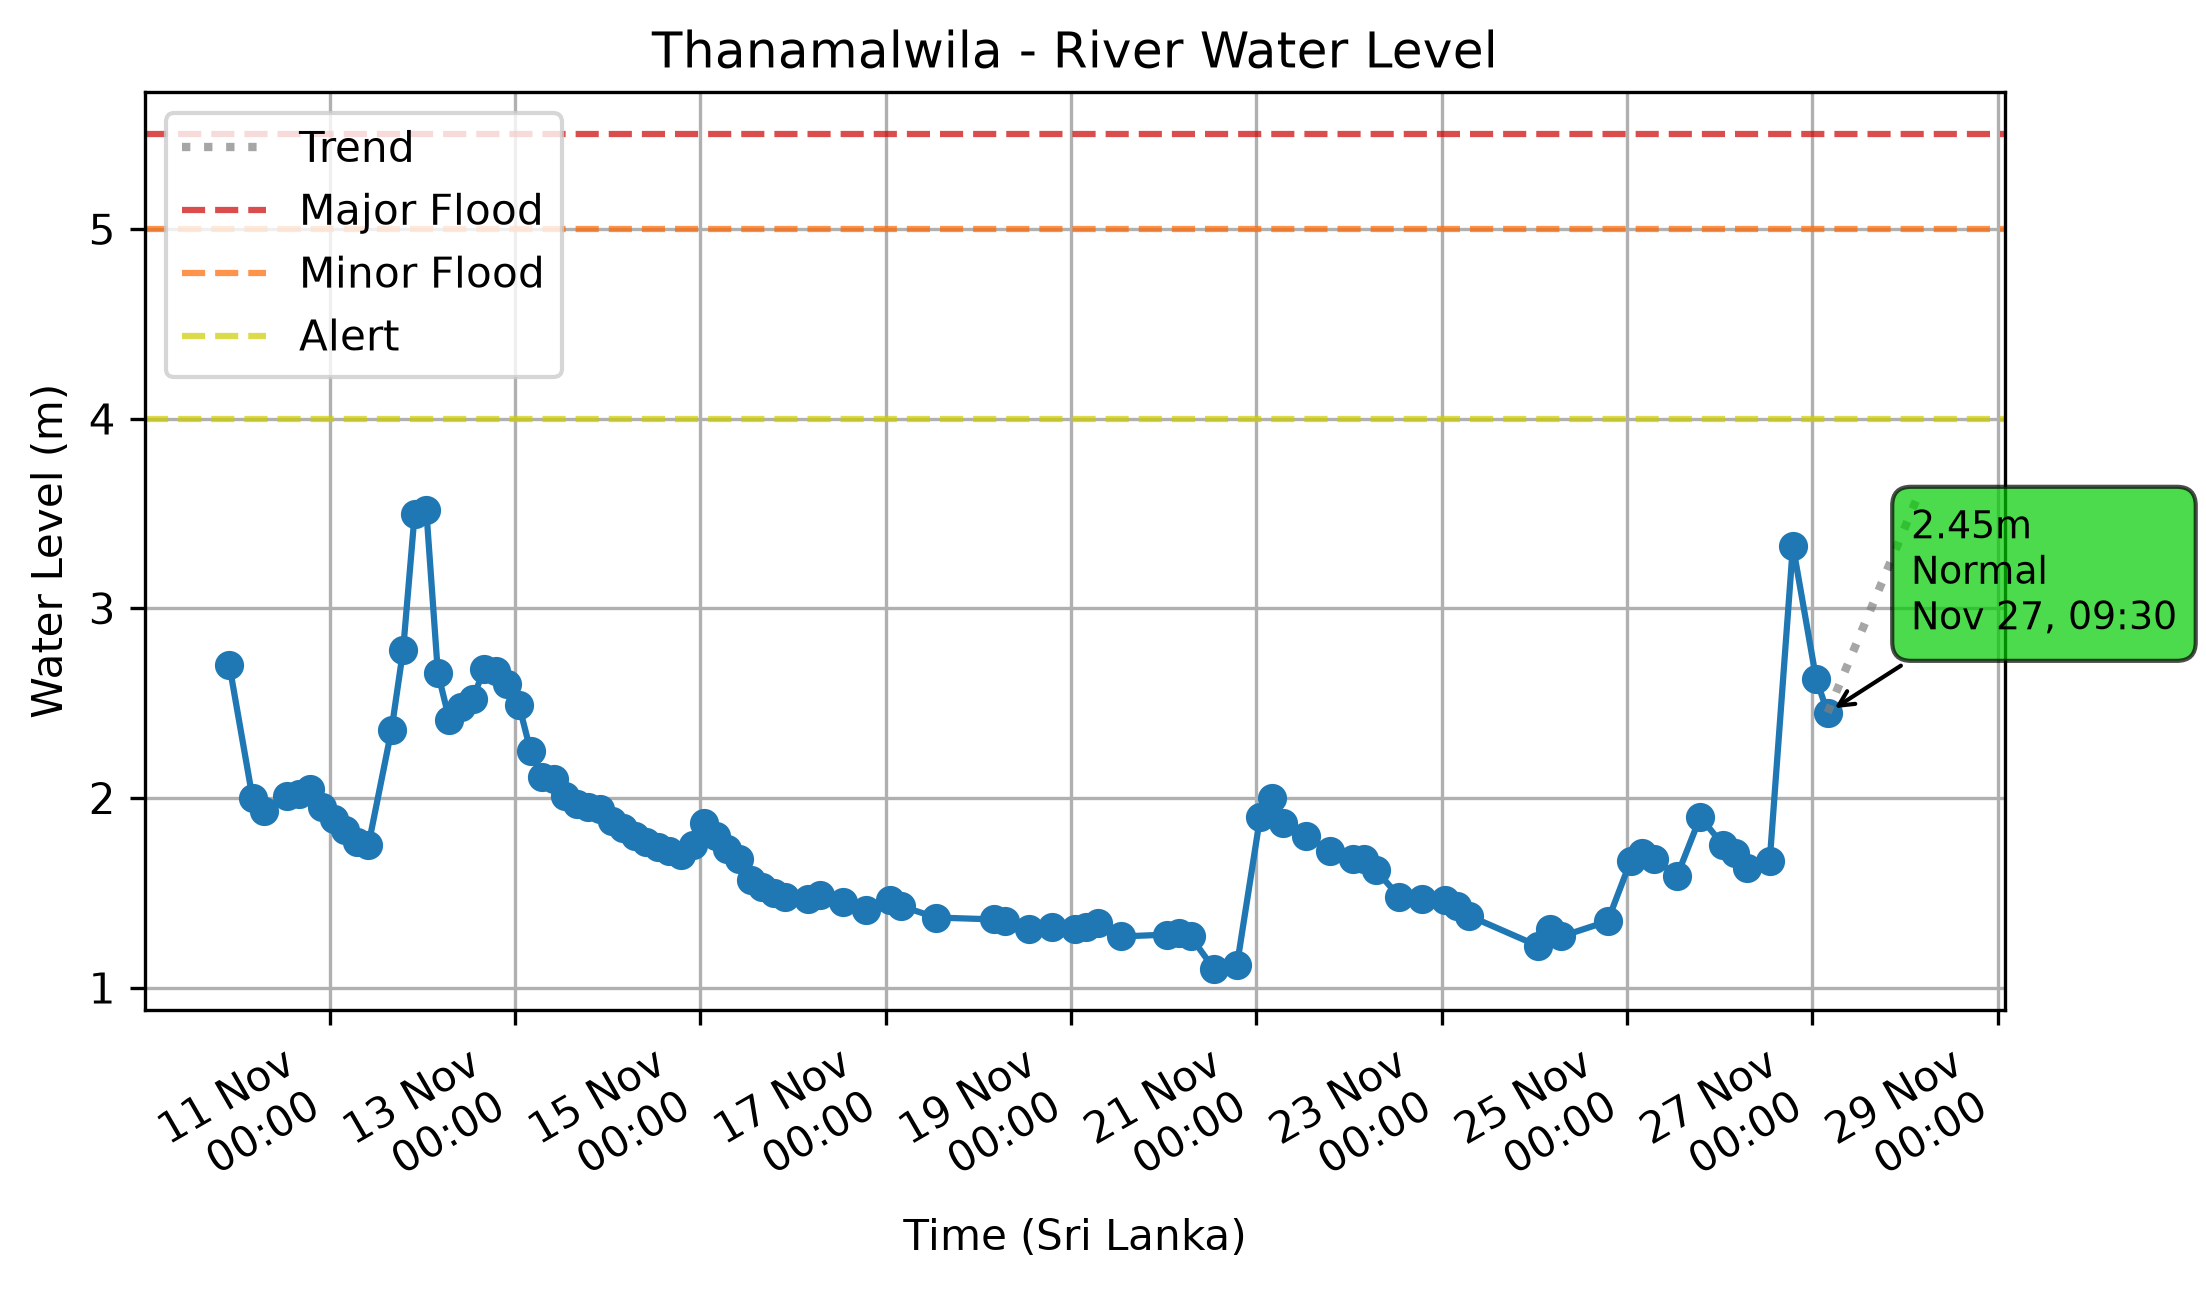 Thanamalwila - River Water Level
Trend
Major Flood
Minor Flood
Alert
Water Level (m)
5
4
3
2
1
2.45m
Normal
Nov 27, 09:30
11 Nov
00:00
13 Nov
00:00
15 Nov
00:00
17 Nov
00:00
19 Nov
00:00
21 Nov
00:00
23 Nov
00:00
25 Nov
00:00
27 Nov
00:00
29 Nov
00:00
Time (Sri Lanka)